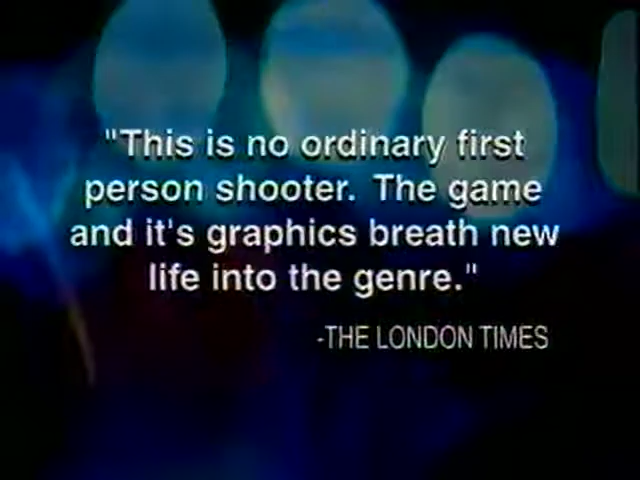 "This is no ordinary first
person shooter. The game
and it's graphics breath new
life into the genre."
-THE LONDON TIMES